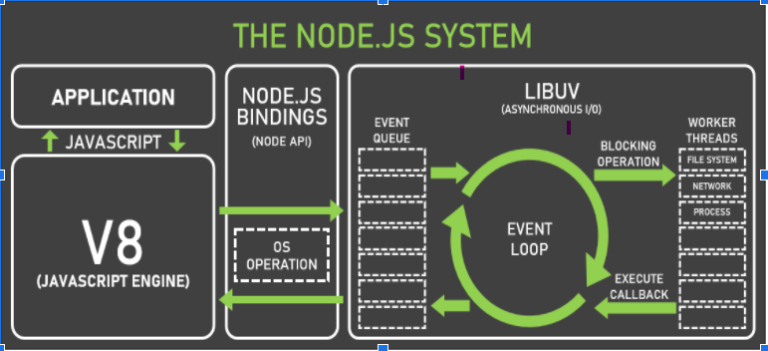 THE NODE.JS SYSTEM
APPLICATION
JAVASCRIPT
V8
(JAVASCRIPT ENGINE)
NODE.JS
BINDINGS
(NODE API)
OS
OPERATION
LIBUV
(ASYNCHRONOUS I/O)
EVENT
QUEUE
EVENT
LOOP
BLOCKING
OPERATION
EXECUTE
CALLBACK
WORKER
THREADS
FILE SYSTEM
NETWORK
PROCESS